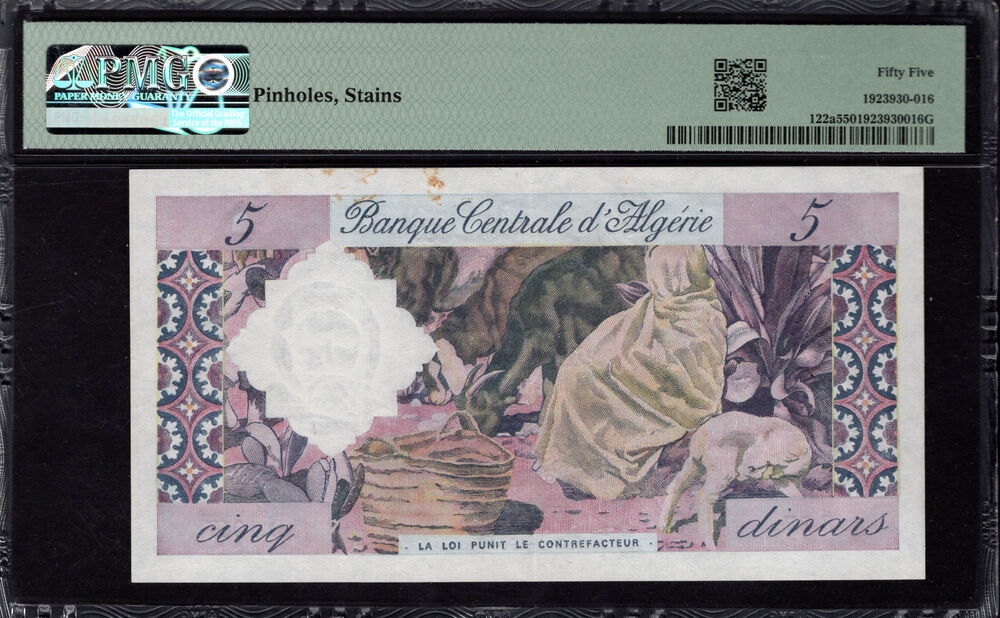 PMG
PAPER MONEY GUARANTY
The Official Grading
Service of the PNG
Pinholes, Stains
Fifty Five
1923930-016
122a5501923930016G
5 Banque Centrale d'Algérie 5
cinq dinars
- LA LOI PUNIT LE CONTREFACTEUR -